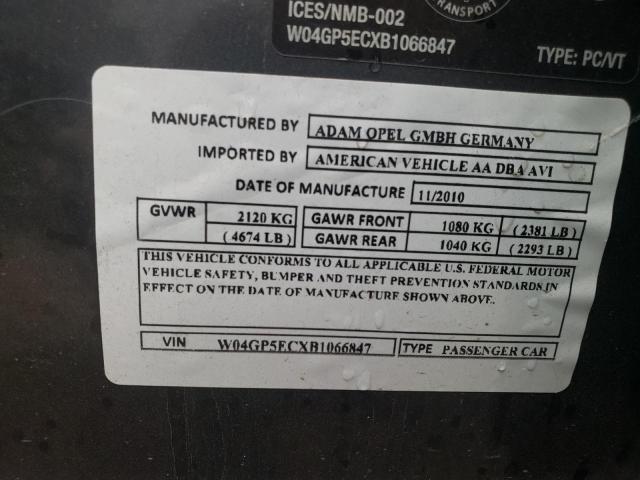 TRANSPORT
ICES/NMB-002
W04GP5ECXB1066847
TYPE: PC/VT
MANUFACTURED BY ADAM OPEL GMBH GERMANY
IMPORTED BY AMERICAN VEHICLE AA DBA AVI
DATE OF MANUFACTURE 11/2010
GVWR 2120 KG GAWR FRONT 1080 KG ( 2381 LB )
( 4674 LB ) GAWR REAR 1040 KG ( 2293 LB )
THIS VEHICLE CONFORMS TO ALL APPLICABLE U.S. FEDERAL MOTOR
VEHICLE SAFETY, BUMPER AND THEFT PREVENTION STANDARDS IN
EFFECT ON THE DATE OF MANUFACTURE SHOWN ABOVE.
VIN W04GP5ECXB1066847 TYPE PASSENGER CAR